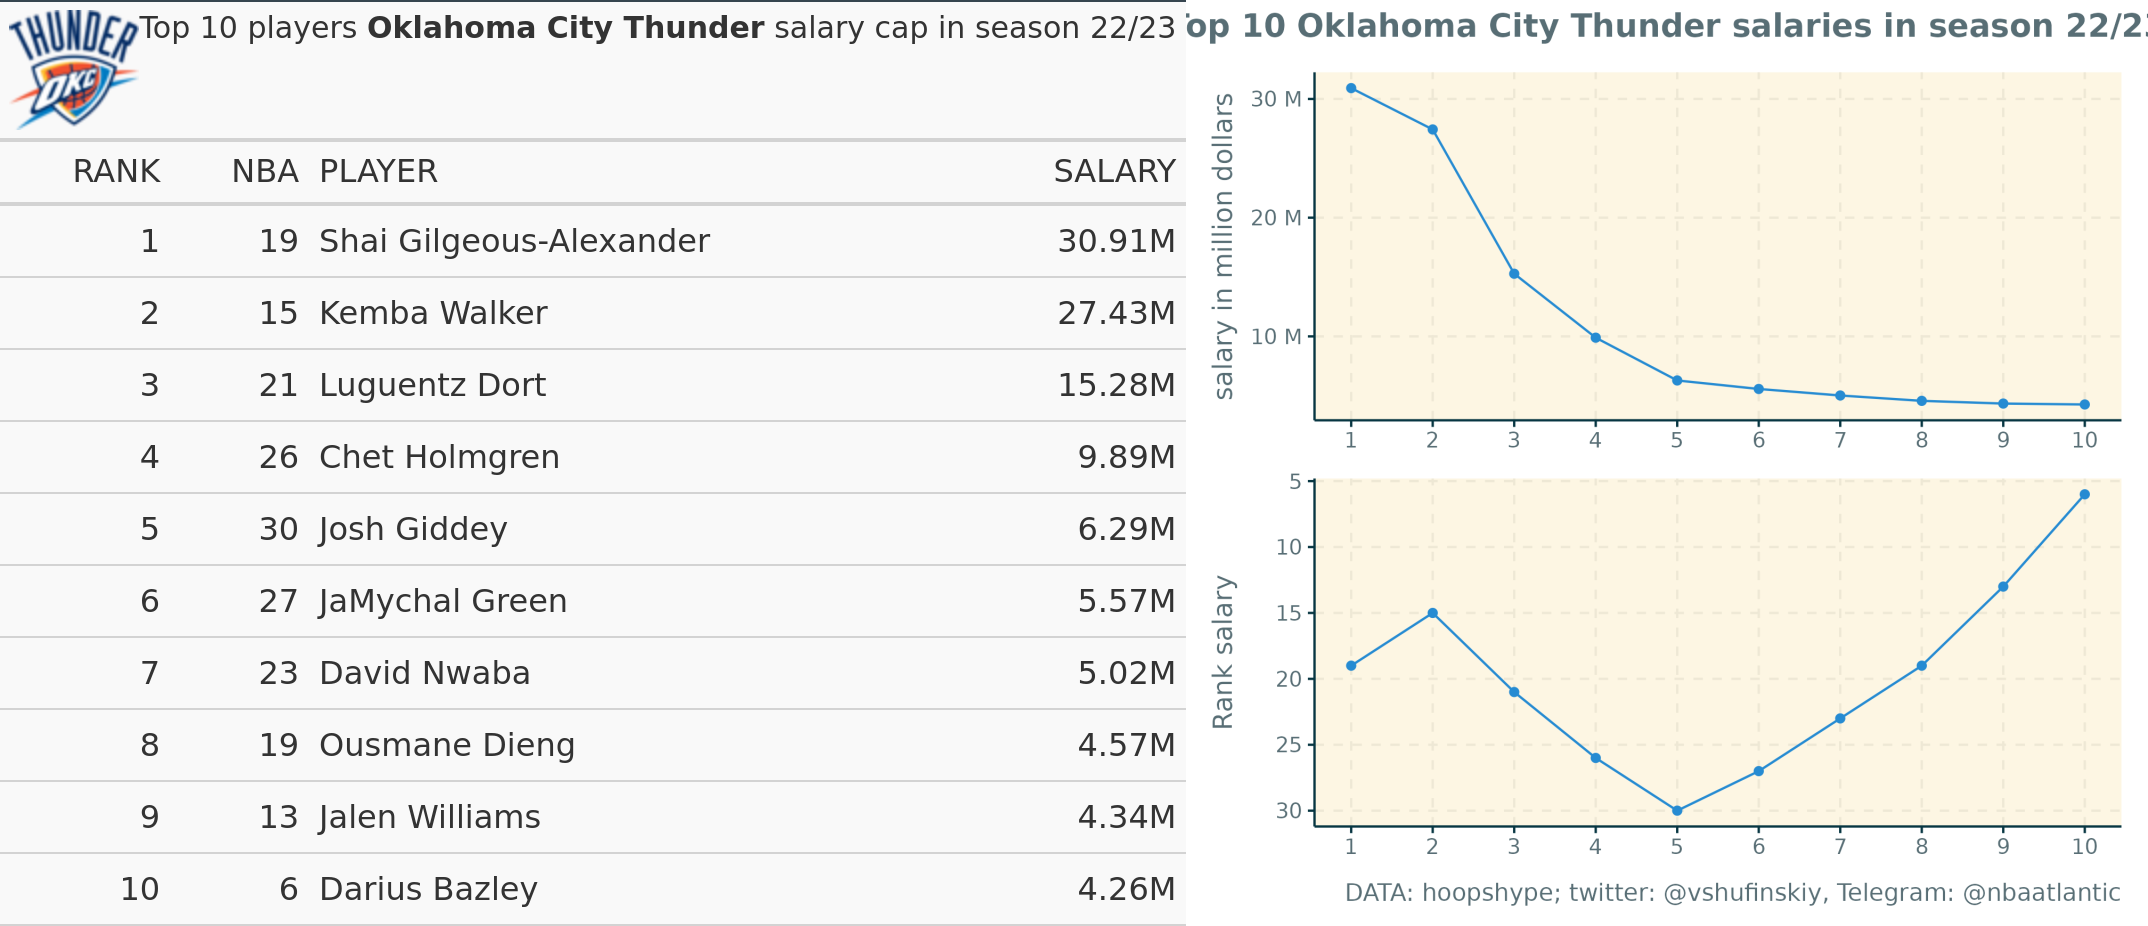 THUNDER
OKC
Top 10 players Oklahoma City Thunder salary cap in season 22/23
RANK NBA PLAYER SALARY
1 19 Shai Gilgeous-Alexander 30.91M
2 15 Kemba Walker 27.43M
3 21 Luguentz Dort 15.28M
4 26 Chet Holmgren 9.89M
5 30 Josh Giddey 6.29M
6 27 JaMychal Green 5.57M
7 23 David Nwaba 5.02M
8 19 Ousmane Dieng 4.57M
9 13 Jalen Williams 4.34M
10 6 Darius Bazley 4.26M
op 10 Oklahoma City Thunder salaries in season 22/2
salary in million dollars
30 M
20 M
10 M
1 2 3 4 5 6 7 8 9 10
Rank salary
5
10
15
20
25
30
1 2 3 4 5 6 7 8 9 10
DATA: hoopshype; twitter: @vshufinskiy, Telegram: @nbaatlantic